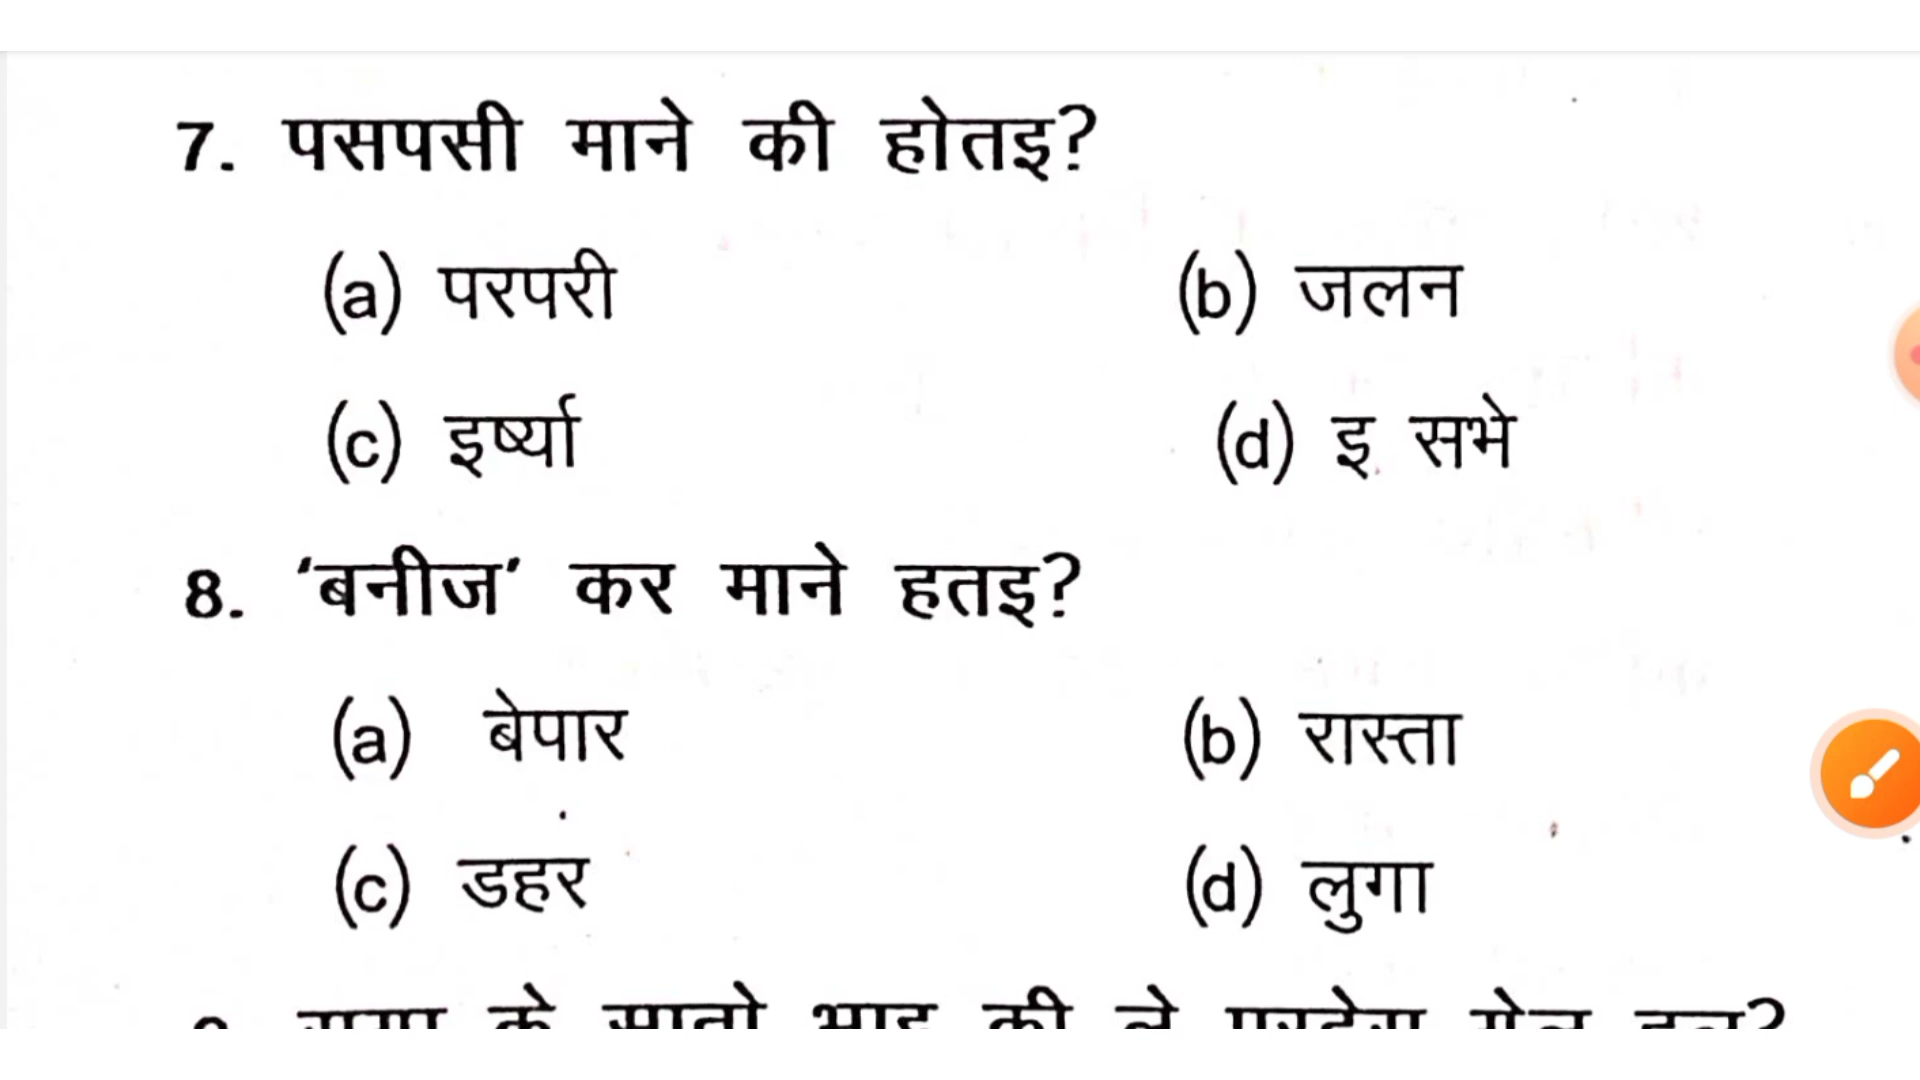 7. पसपसी माने की होतइ?
(a) परपरी (b) जलन
(c) इर्ष्या (d) इ सभे
8. 'बनीज' कर माने हतइ?
(a) बेपार (b) रास्ता
(c) डहर (d) लुगा